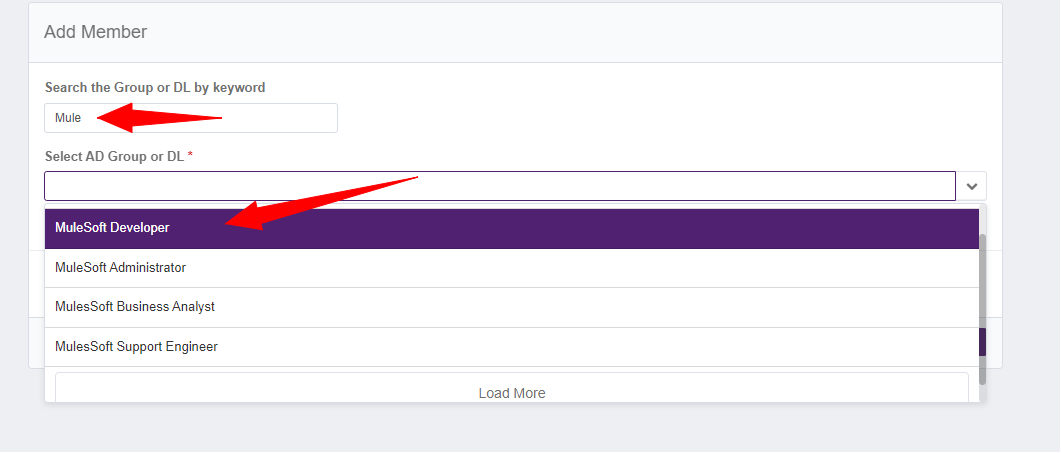 Add Member
Search the Group or DL by keyword
Mule
Select AD Group or DL *
MuleSoft Developer
MuleSoft Administrator
MulesSoft Business Analyst
MulesSoft Support Engineer
Load More